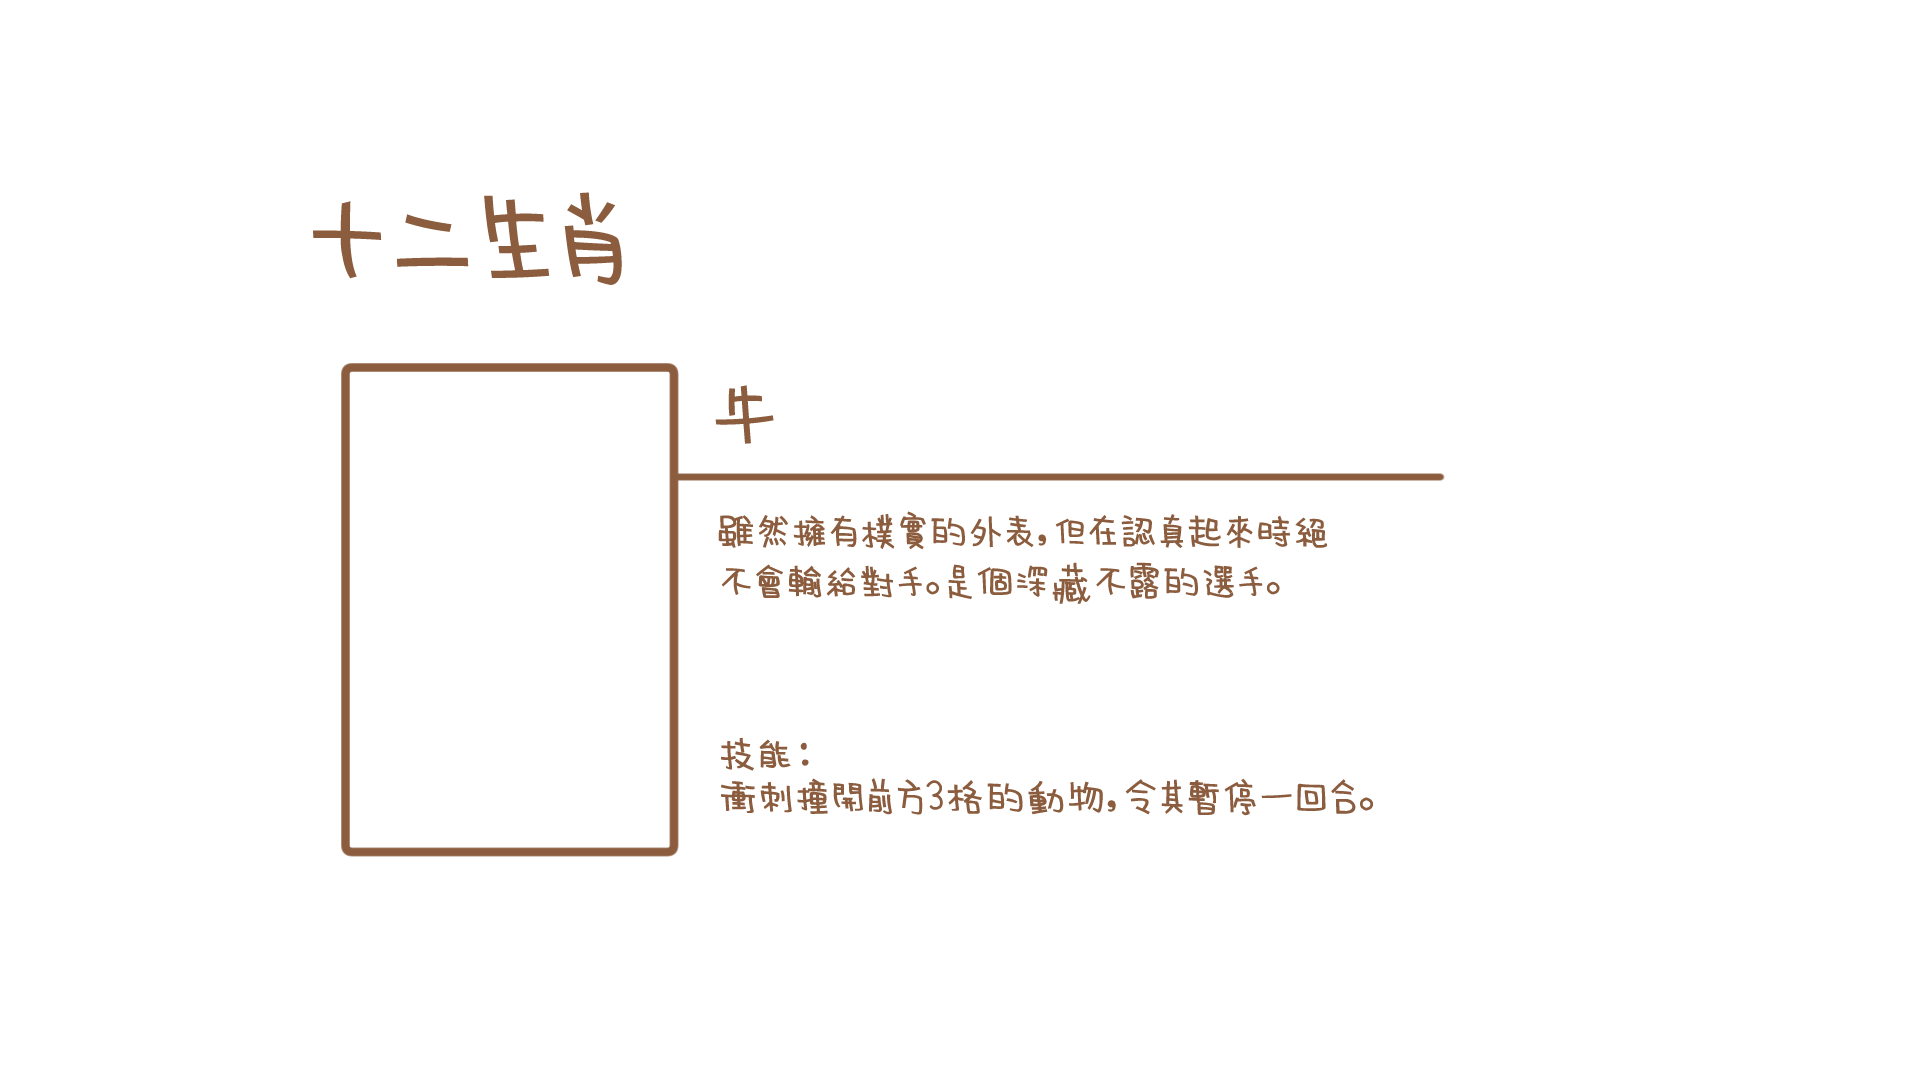 十二生肖
牛
雖然擁有樸實的外表,但在認真起來時絕
不會輸給對手。是個深藏不露的選手。
技能：
衝刺撞開前方3格的動物,令其暫停一回合。